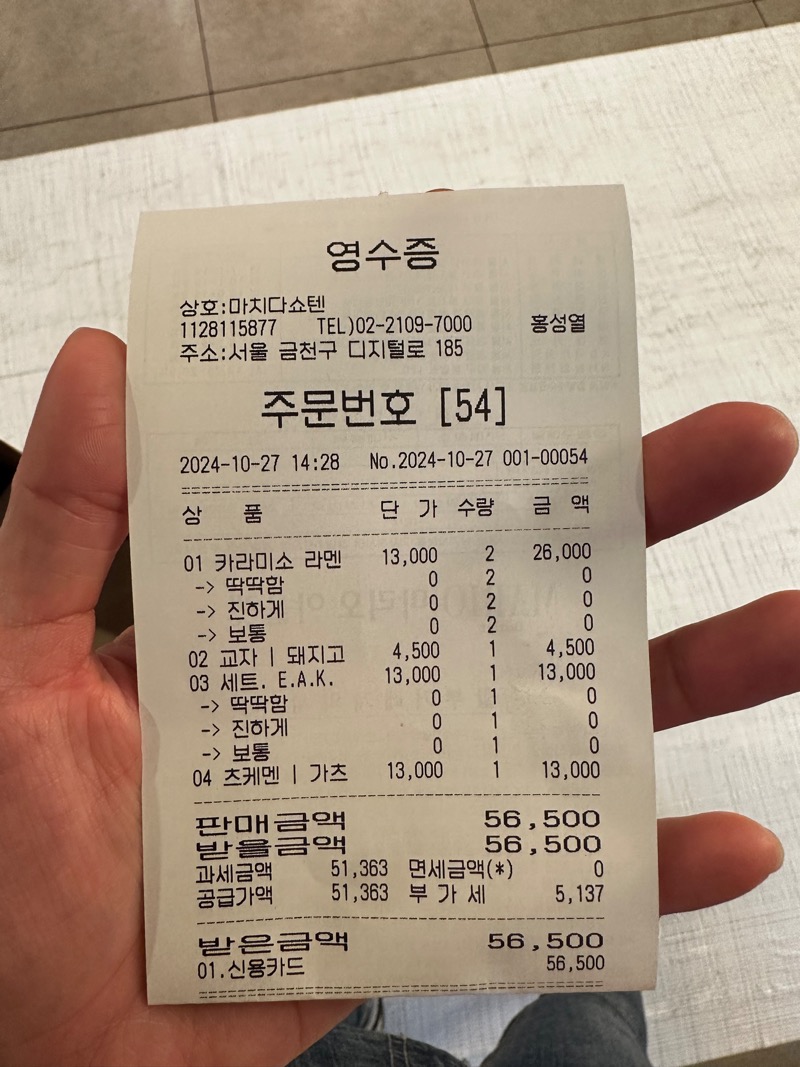 영수증
상호:마치다쇼텐
1128115877 TEL)02-2109-7000 홍성열
주소:서울 금천구 디지털로 185
주문번호 [54]
2024-10-27 14:28 No.2024-10-27 001-00054
상 품 단 가 수량 금 액
01 카라미소 라멘 13,000 2 26,000
-> 딱딱함 0 2 0
-> 진하게 0 2 0
-> 보통 0 2 0
02 교자 | 돼지고 4,500 1 4,500
03 세트. E.A.K. 13,000 1 13,000
-> 딱딱함 0 1 0
-> 진하게 0 1 0
-> 보통 0 1 0
04 츠케멘 | 가츠 13,000 1 13,000
판매금액 56,500
받을금액 56,500
과세금액 51,363 면세금액(*) 0
공급가액 51,363 부 가 세 5,137
받은금액 56,500
01.신용카드 56,500